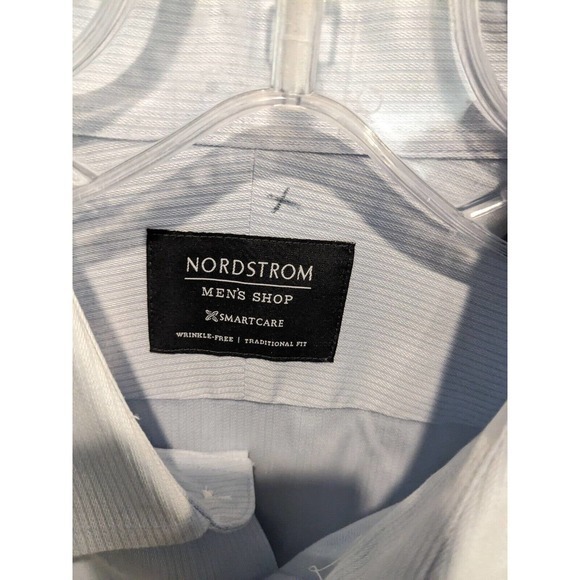 NORDSTROM
MEN'S SHOP
SMARTCARE
WRINKLE-FREE | TRADITIONAL FIT